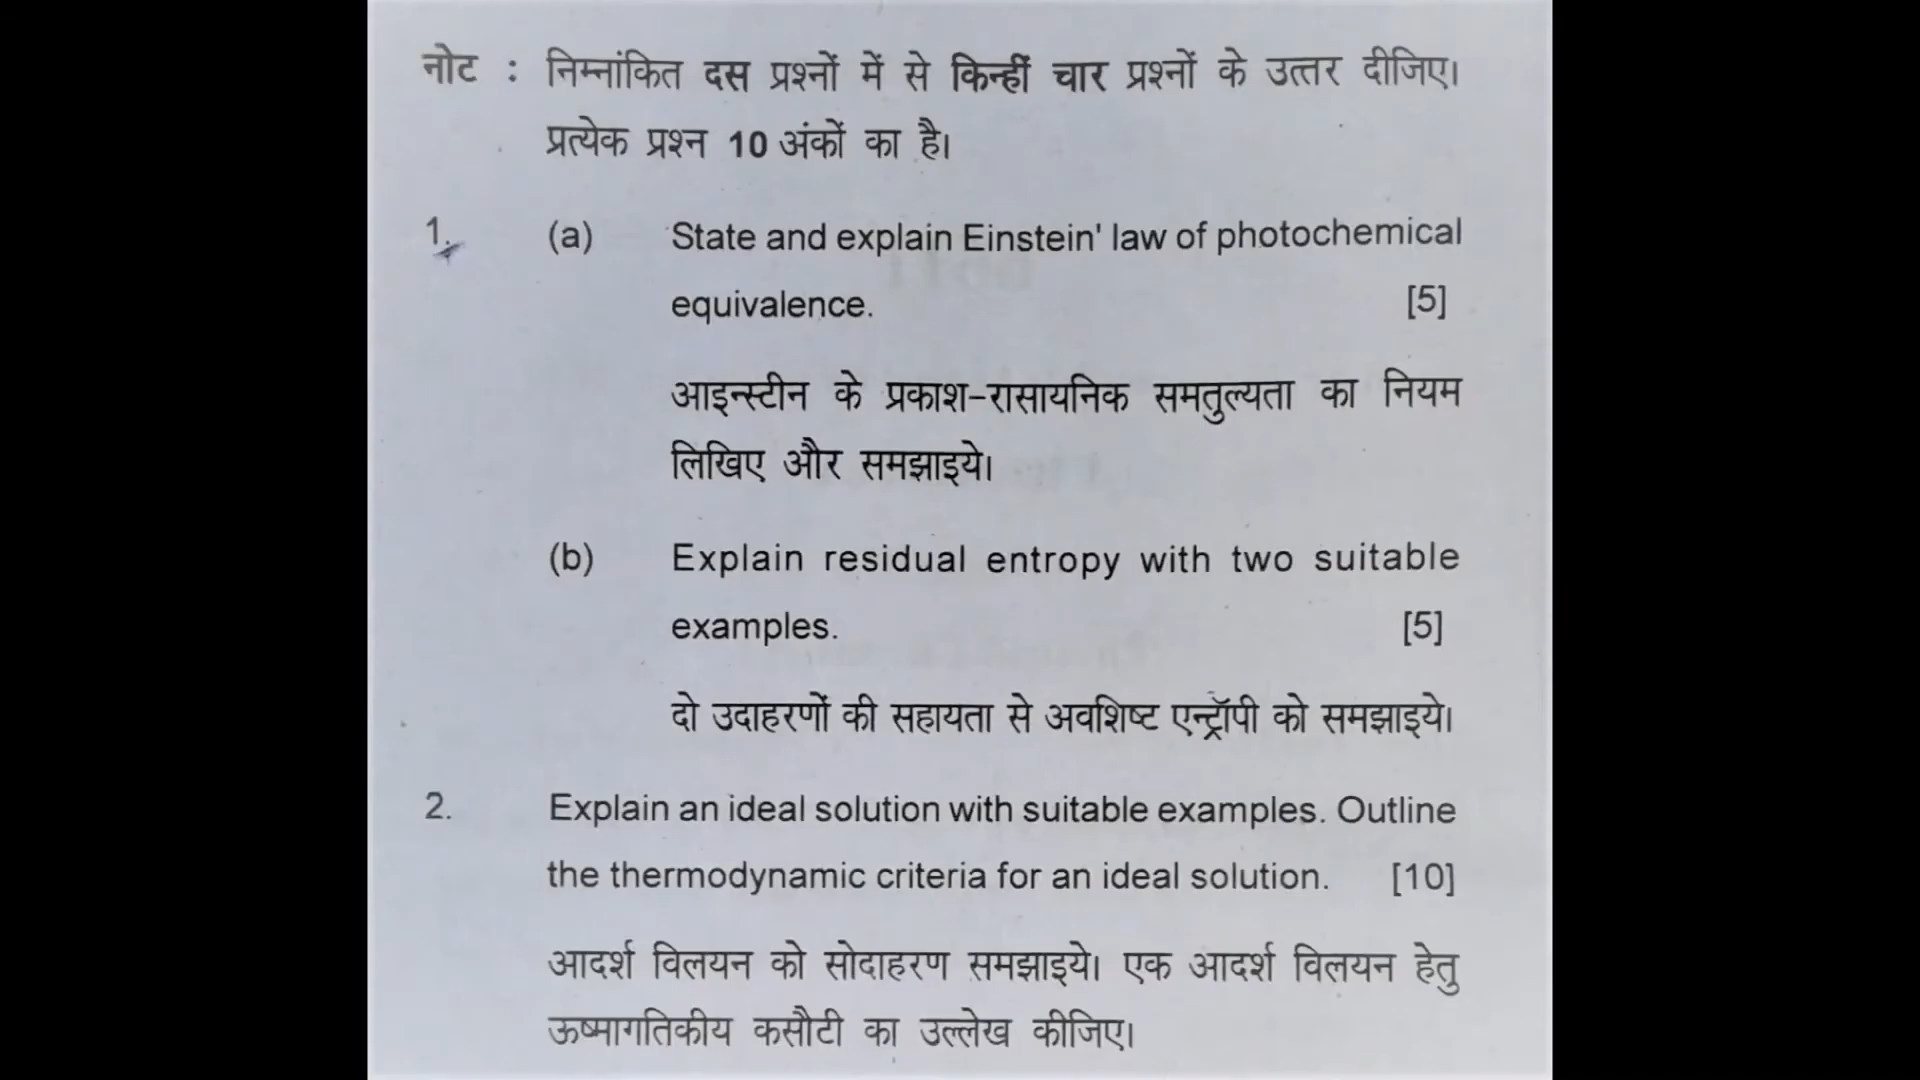 नोट : निम्नांकित दस प्रश्नों में से किन्हीं चार प्रश्नों के उत्तर दीजिए।
प्रत्येक प्रश्न 10 अंकों का है।
1. (a) State and explain Einstein' law of photochemical
equivalence. [5]
आइन्स्टीन के प्रकाश-रासायनिक समतुल्यता का नियम
लिखिए और समझाइये।
(b) Explain residual entropy with two suitable
examples. [5]
दो उदाहरणों की सहायता से अवशिष्ट एन्ट्रॉपी को समझाइये।
2. Explain an ideal solution with suitable examples. Outline
the thermodynamic criteria for an ideal solution. [10]
आदर्श विलयन को सोदाहरण समझाइये। एक आदर्श विलयन हेतु
ऊष्मागतिकीय कसौटी का उल्लेख कीजिए।